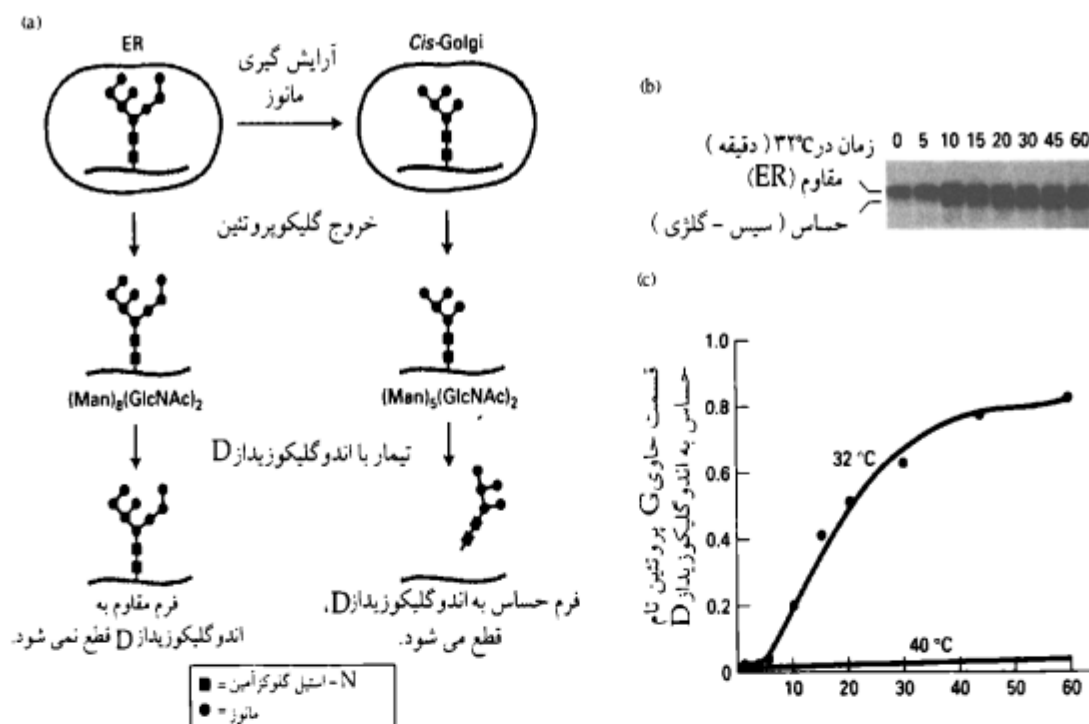 (a)
ER
Cis-Golgi
آرایش گیری
مانوز
خروج گلیکوپروتئین
(Man)8(GlcNAc)2
(Man)5(GlcNAc)2
تیمار با اندوگلیکوزیداز D
فرم مقاوم به
اندوگلیکوزیداز D قطع نمی شود.
فرم حساس به اندوگلیکوزیداز D،
قطع می شود.
■ = N - استیل گلوکزآمین
● = مانوز
(b)
زمان در ۳۲°C ( دقیقه ) 0 5 10 15 20 30 45 60
مقاوم (ER)
حساس ( سیس - گلژی )
(c)
قسمت حاوی G پروتئین تام
حساس به اندوگلیکوزیداز D
1.0
0.8
0.6
0.4
0.2
0
32 °C
40 °C
10 20 30 40 50 60